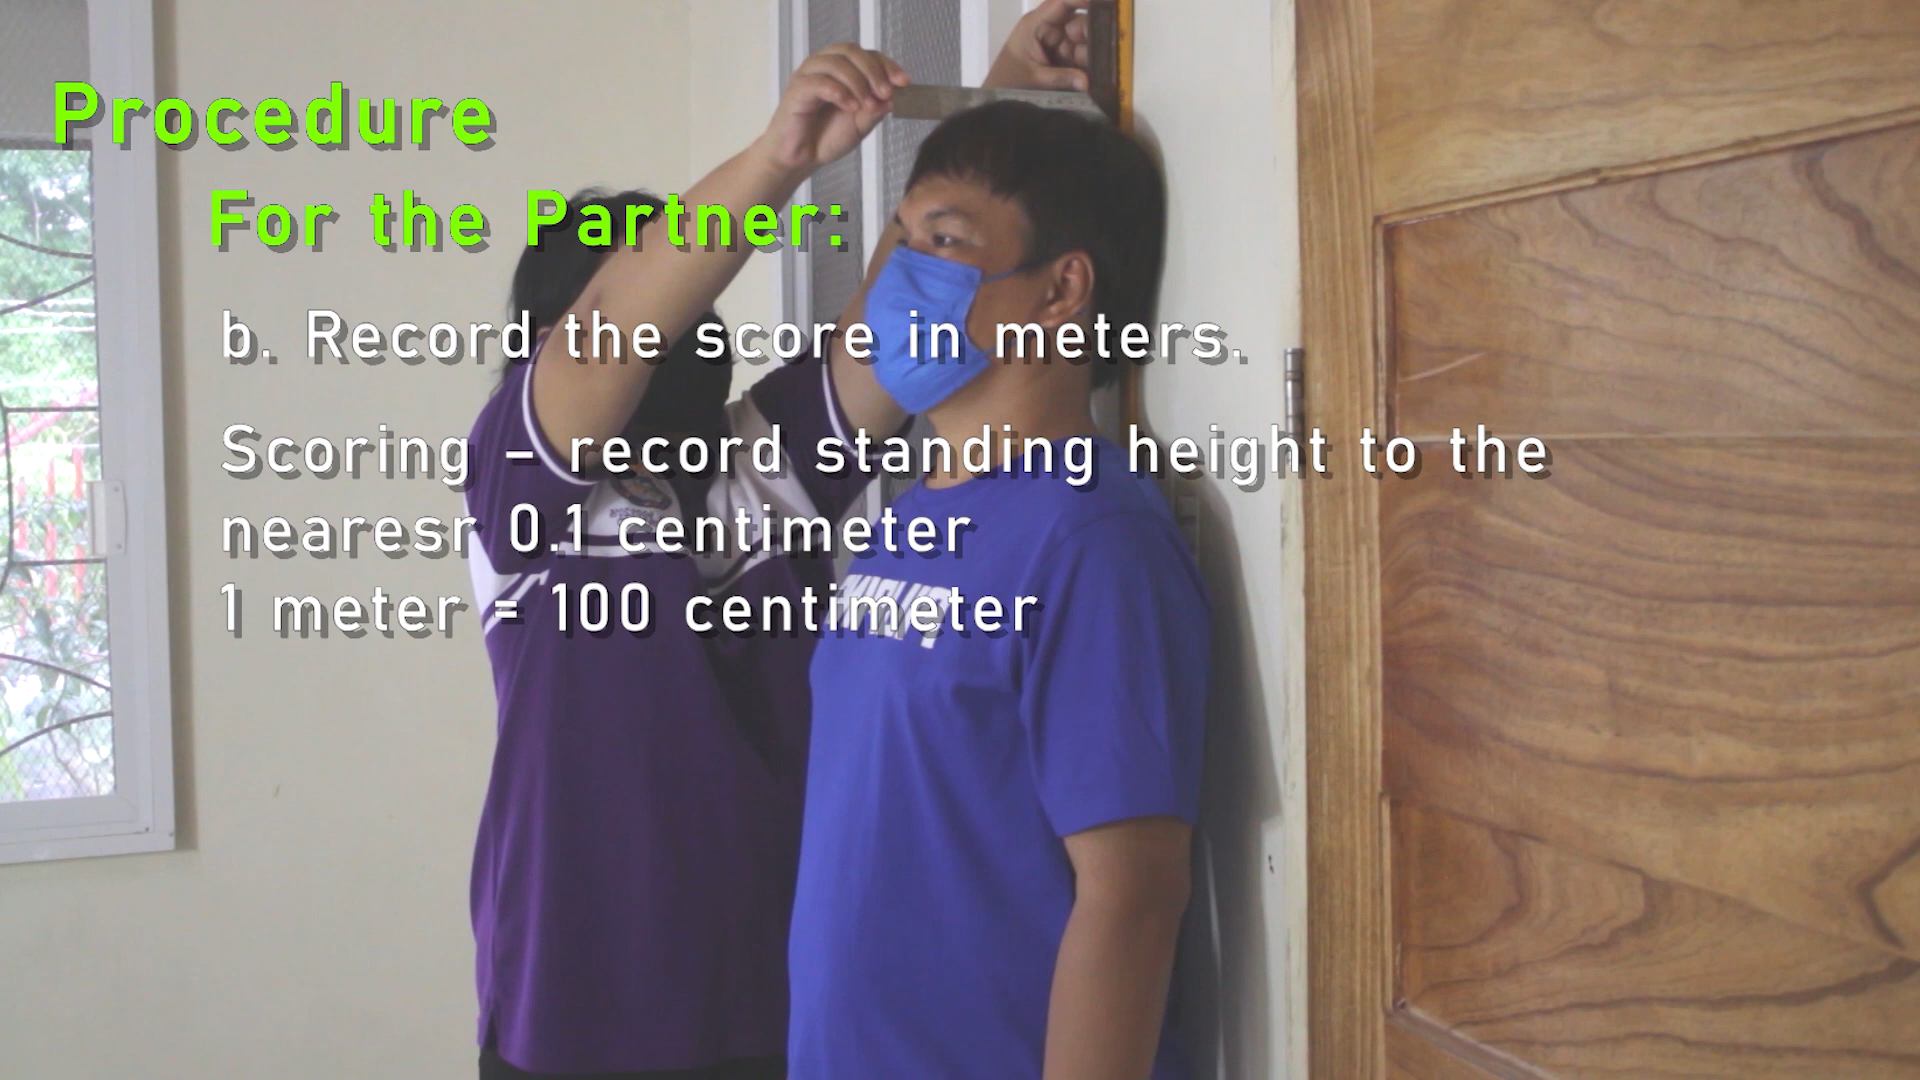 Procedure
For the Partner:
b. Record the score in meters.
Scoring – record standing height to the
nearesr 0.1 centimeter
1 meter = 100 centimeter